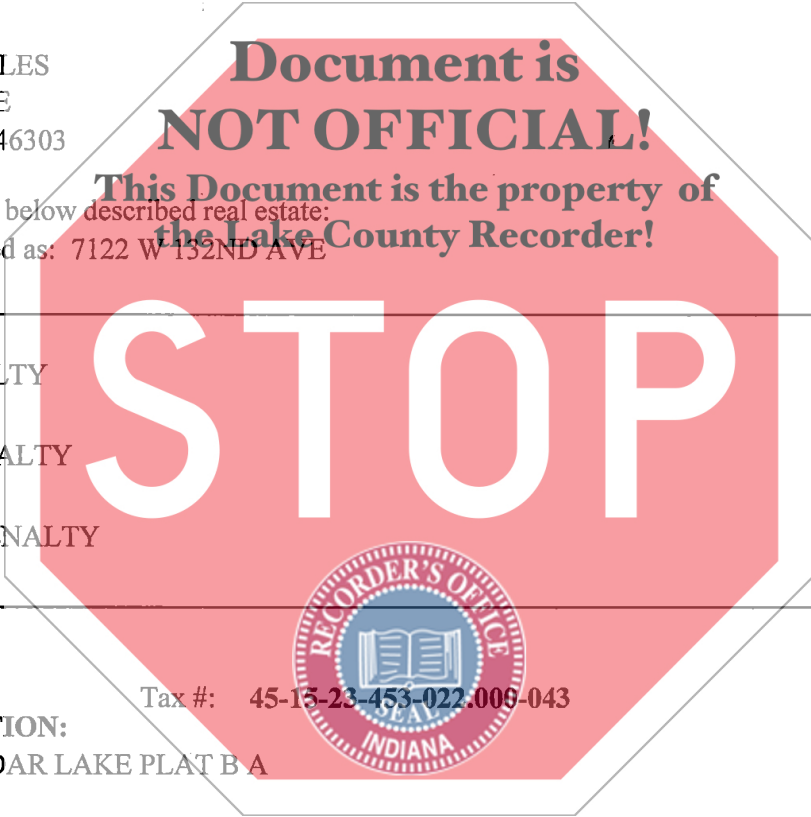 LES
E
46303
Document is
NOT OFFICIAL!
This Document is the property of
the Lake County Recorder!
below described real estate:
d as: 7122 W 132ND AVE
STOP
LTY
ALTY
NALTY
RECORDER'S OFFICE
SEAL
INDIANA
Tax #: 45-15-23-453-022.000-043
TION:
DAR LAKE PLAT B A